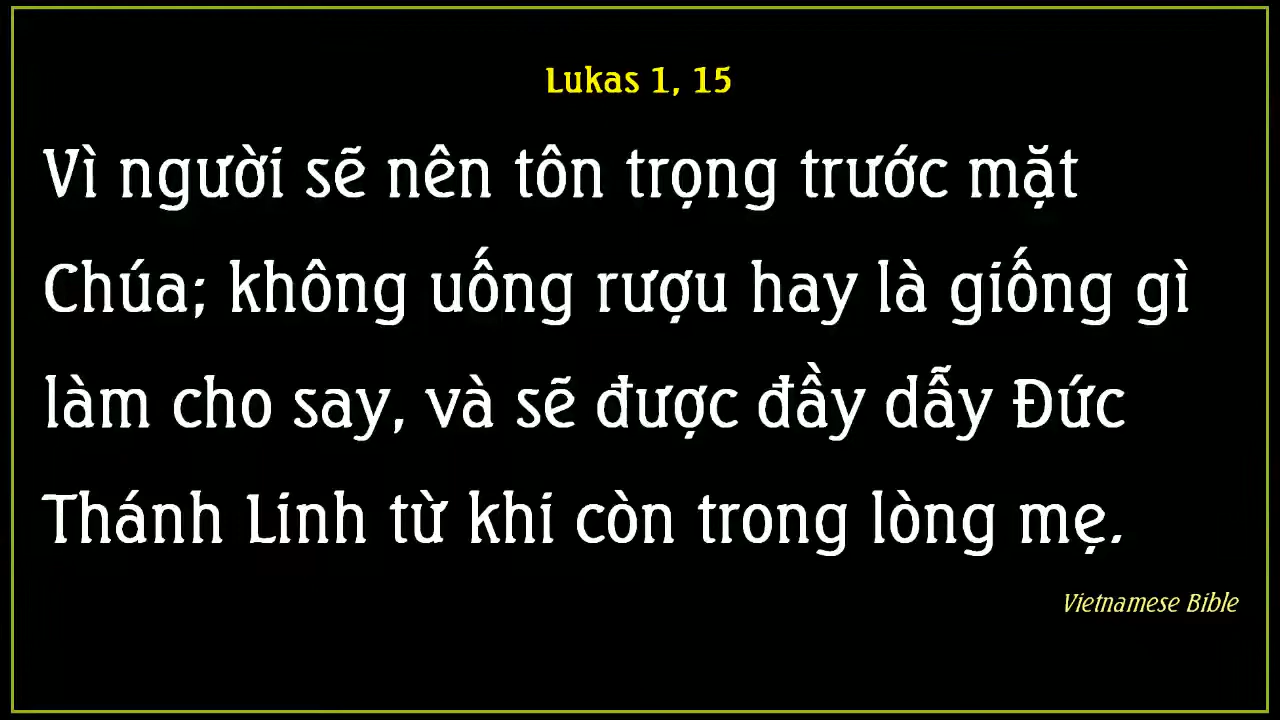 Lukas 1, 15
Vì người sẽ nên tôn trọng trước mặt
Chúa; không uống rượu hay là giống gì
làm cho say, và sẽ được đầy dẫy Đức
Thánh Linh từ khi còn trong lòng mẹ.
Vietnamese Bible